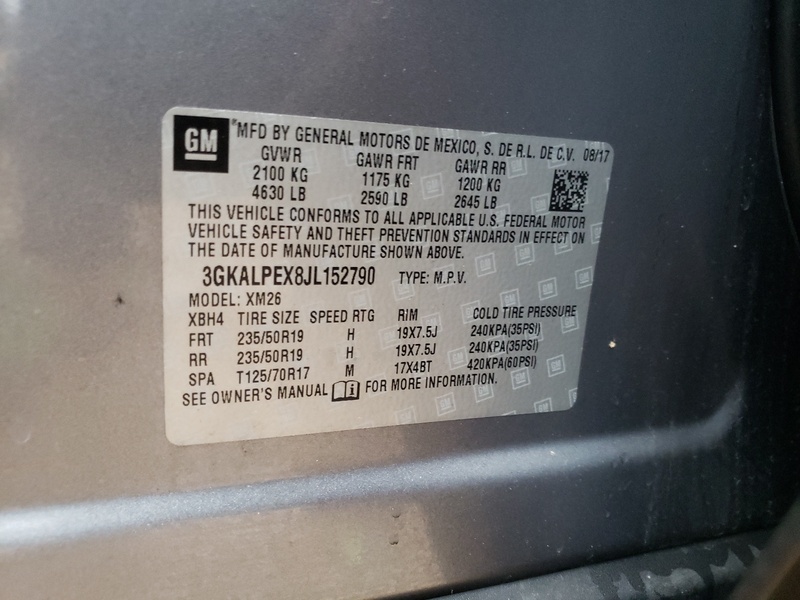 GM
MFD BY GENERAL MOTORS DE MEXICO, S. DE R.L. DE C.V. 08/17
GVWR GAWR FRT GAWR RR
2100 KG 1175 KG 1200 KG
4630 LB 2590 LB 2645 LB
THIS VEHICLE CONFORMS TO ALL APPLICABLE U.S. FEDERAL MOTOR
VEHICLE SAFETY AND THEFT PREVENTION STANDARDS IN EFFECT ON
THE DATE OF MANUFACTURE SHOWN ABOVE.
3GKALPEX8JL152790 TYPE: M.P.V.
MODEL: XM26
XBH4 TIRE SIZE SPEED RTG RIM COLD TIRE PRESSURE
FRT 235/50R19 H 19X7.5J 240KPA(35PSI)
RR 235/50R19 H 19X7.5J 240KPA(35PSI)
SPA T125/70R17 M 17X4BT 420KPA(60PSI)
SEE OWNER'S MANUAL FOR MORE INFORMATION.